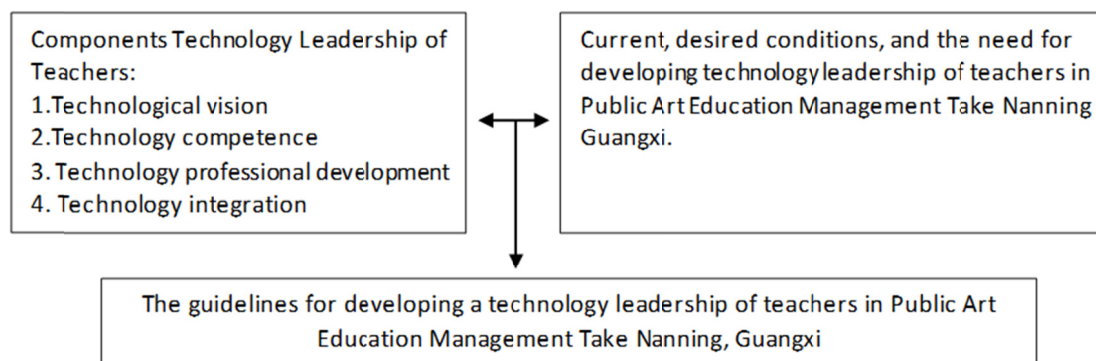 Components Technology Leadership of
Teachers:
1.Technological vision
2.Technology competence
3. Technology professional development
4. Technology integration
Current, desired conditions, and the need for
developing technology leadership of teachers in
Public Art Education Management Take Nanning
Guangxi.
The guidelines for developing a technology leadership of teachers in Public Art
Education Management Take Nanning, Guangxi